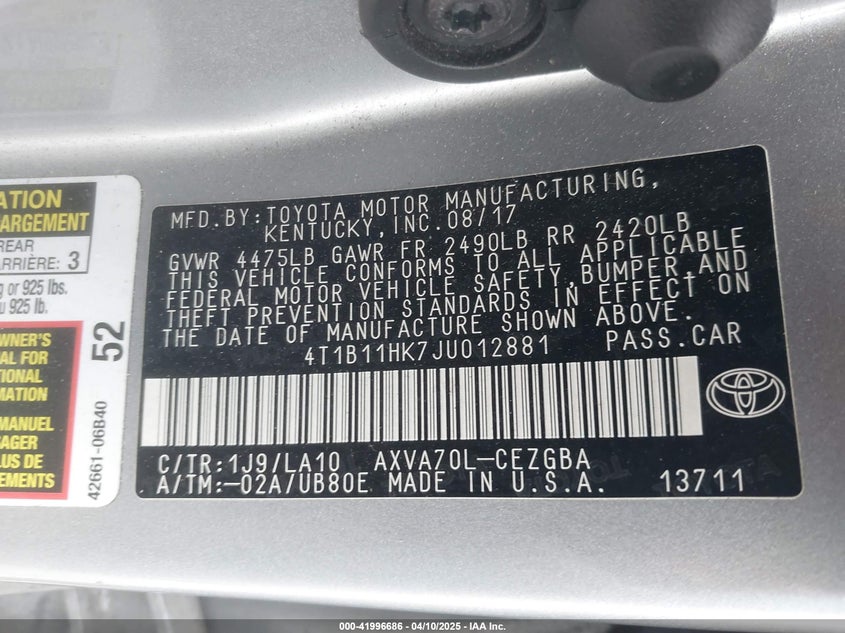 ATION
ARGEMENT
REAR
ARRIÈRE: 3
g or 925 lbs.
u 925 lb.
52
WNER'S
AL FOR
MATION
MANUEL
SAGER
PLUS DE
EMENTS
42661-06B40
MFD.BY:TOYOTA MOTOR MANUFACTURING,
KENTUCKY,INC.08/17
GVWR 4475LB GAWR FR 2490LB RR 2420LB
THIS VEHICLE CONFORMS TO ALL APPLICABLE
FEDERAL MOTOR VEHICLE SAFETY,BUMPER,AND
THEFT PREVENTION STANDARDS IN EFFECT ON
THE DATE OF MANUFACTURE SHOWN ABOVE.
4T1B11HK7JU012881 PASS.CAR
C/TR:1J9/LA10 AXVA70L-CEZGBA
A/TM:-02A/UB80E MADE IN U.S.A. 13711
000-41996686 - 04/10/2025 - IAA Inc.